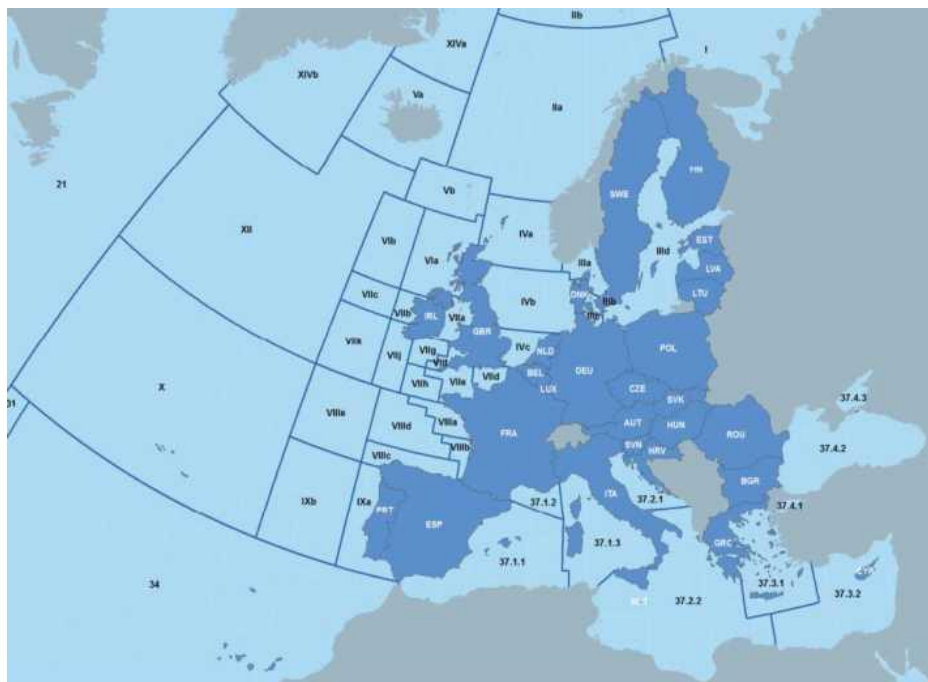 IIb
XIVa
I
XIVb
Va
IIa
21
Vb
FIN
SWE
XII
VIb
IVa
VIa
IIIa
IIId
EST
LVA
LTU
VIIc
VIIb
IRL
VIIa
IVb
DNK
IIIb
GBR
VIIk
VIIj
VIIg
IVc
NLD
POL
DEU
X
VIIh
VIIe
VIId
BEL
LUX
CZE
SVK
37.4.3
VIIIe
VIIId
VIIIa
FRA
AUT
HUN
ROU
VIIIb
SVN
HRV
37.4.2
VIIIc
BGR
IXb
IXa
PRT
ESP
37.1.2
ITA
37.2.1
37.4.1
37.1.1
37.1.3
GRC
34
37.2.2
37.3.1
37.3.2